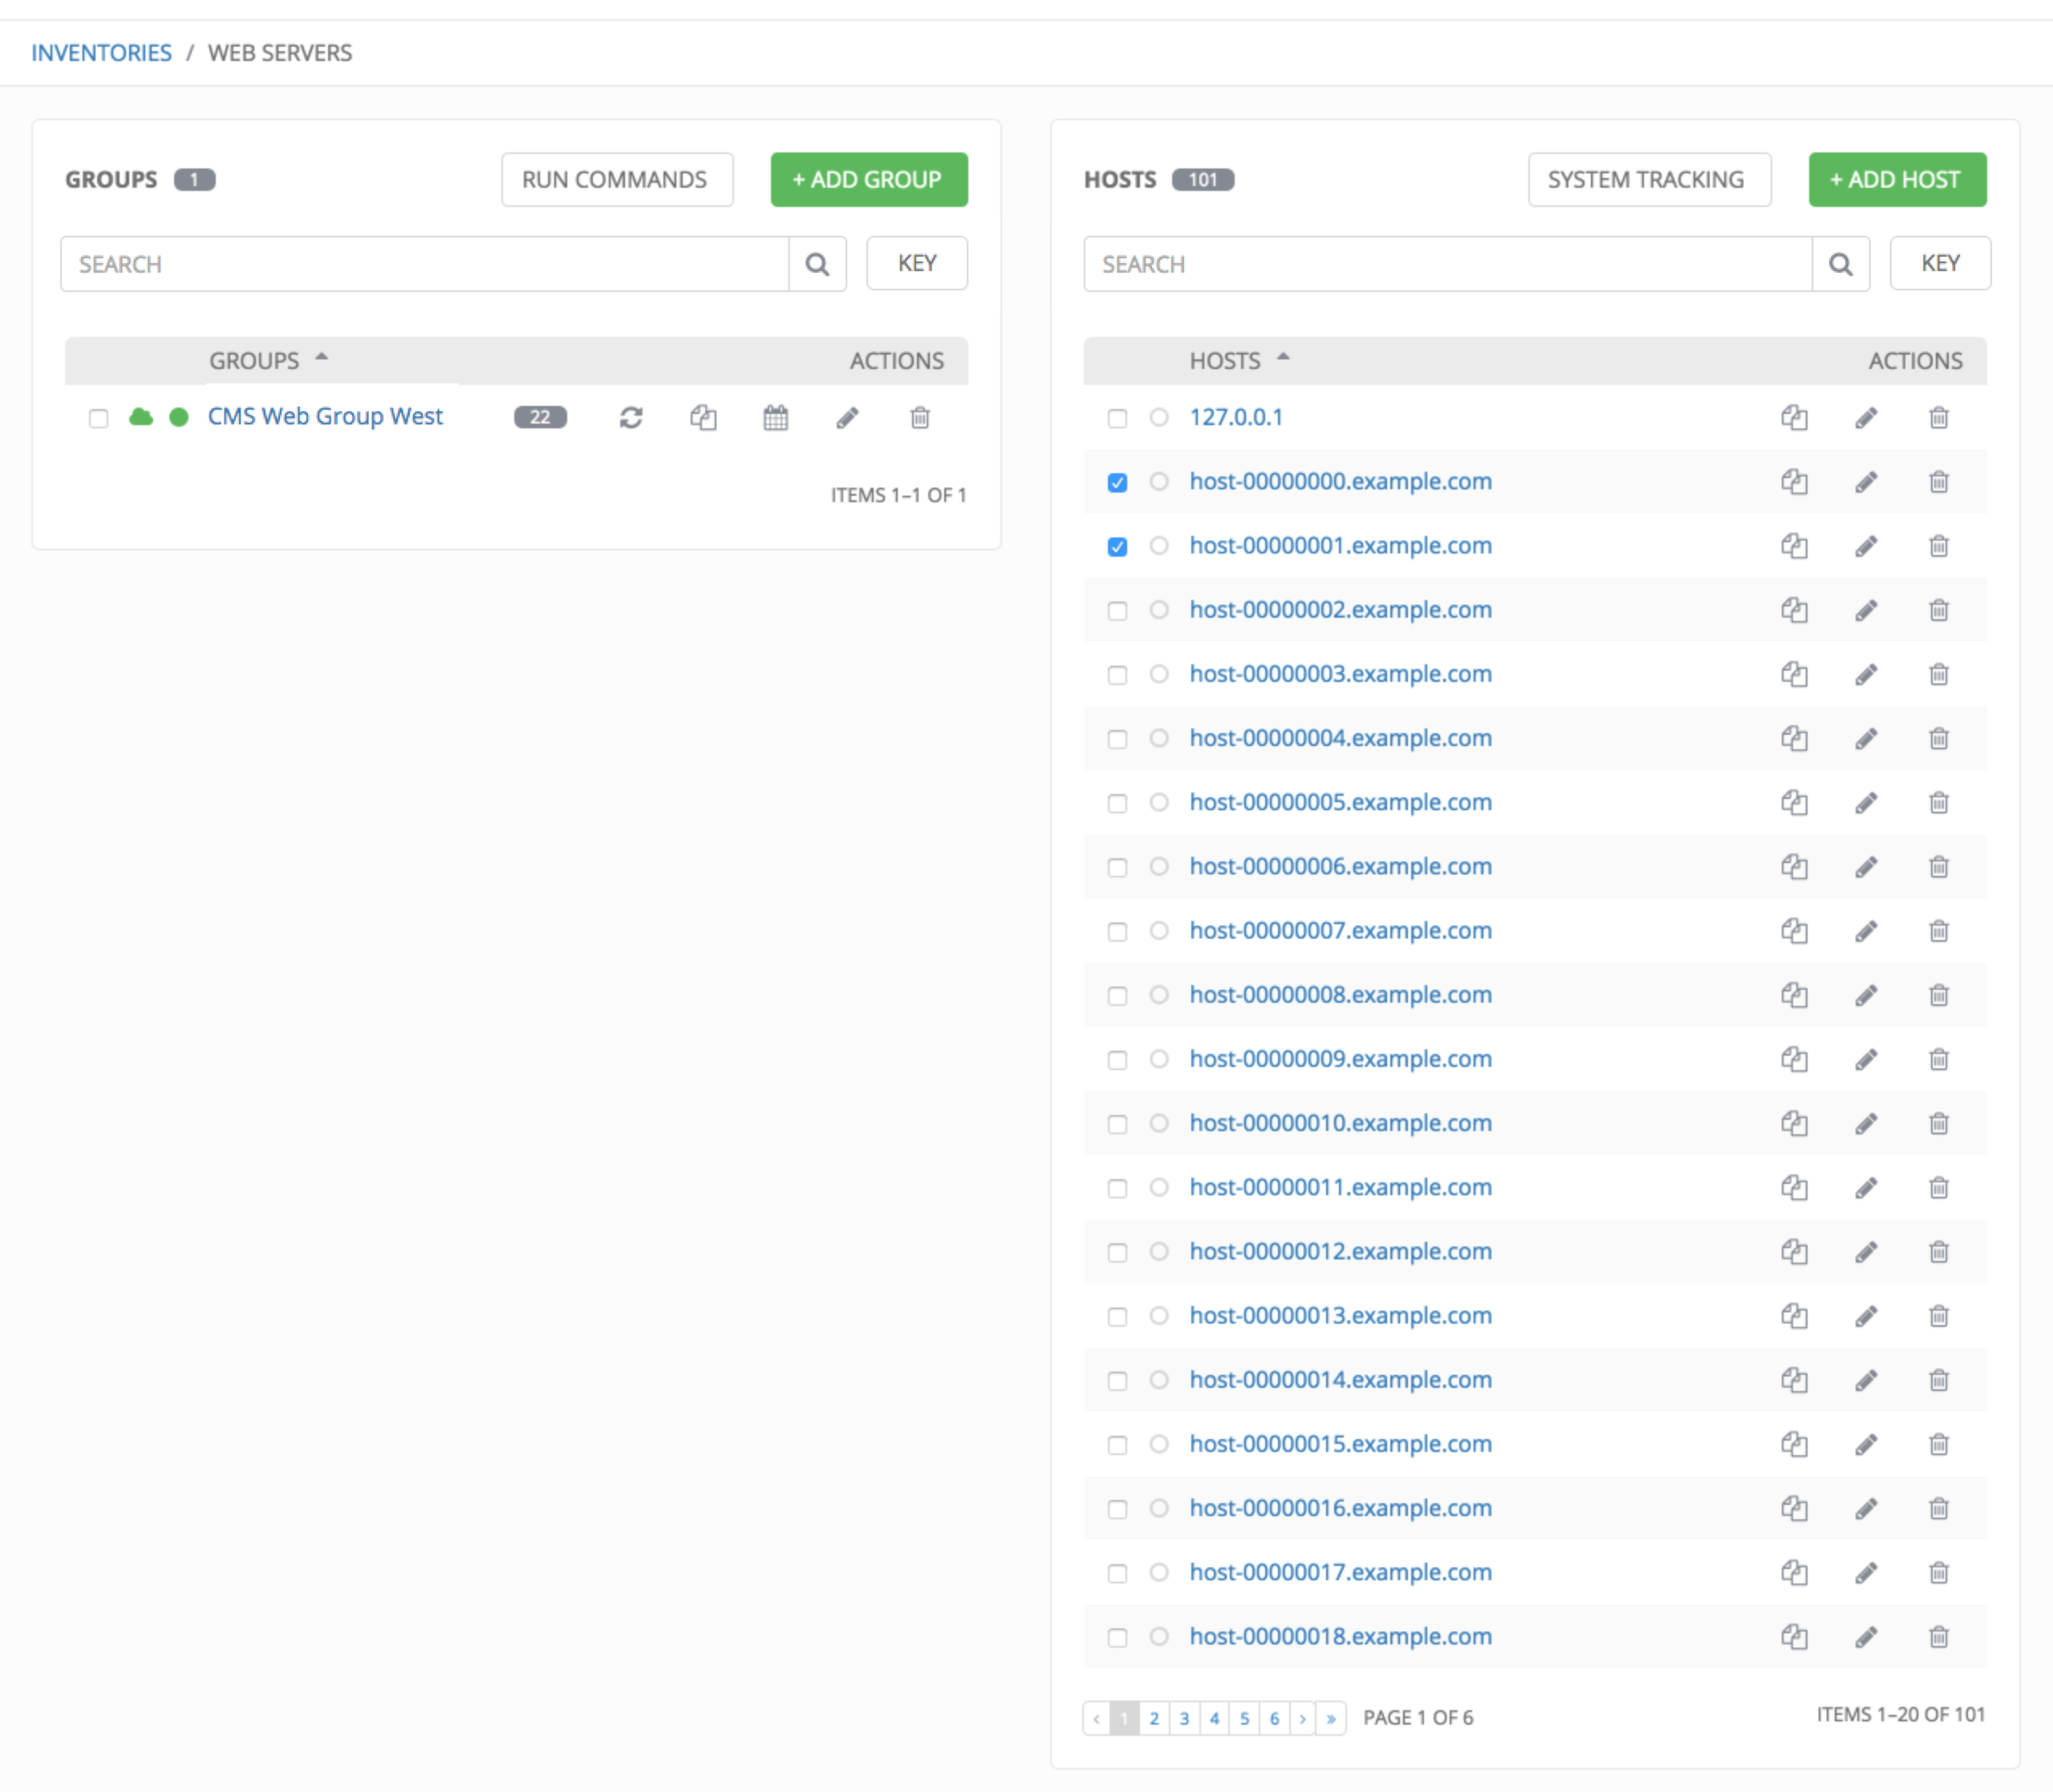 INVENTORIES / WEB SERVERS
GROUPS 1 RUN COMMANDS + ADD GROUP
SEARCH KEY
GROUPS ACTIONS
CMS Web Group West 22
ITEMS 1–1 OF 1
HOSTS 101 SYSTEM TRACKING + ADD HOST
SEARCH KEY
HOSTS ACTIONS
127.0.0.1
host-00000000.example.com
host-00000001.example.com
host-00000002.example.com
host-00000003.example.com
host-00000004.example.com
host-00000005.example.com
host-00000006.example.com
host-00000007.example.com
host-00000008.example.com
host-00000009.example.com
host-00000010.example.com
host-00000011.example.com
host-00000012.example.com
host-00000013.example.com
host-00000014.example.com
host-00000015.example.com
host-00000016.example.com
host-00000017.example.com
host-00000018.example.com
‹ 1 2 3 4 5 6 › » PAGE 1 OF 6 ITEMS 1–20 OF 101